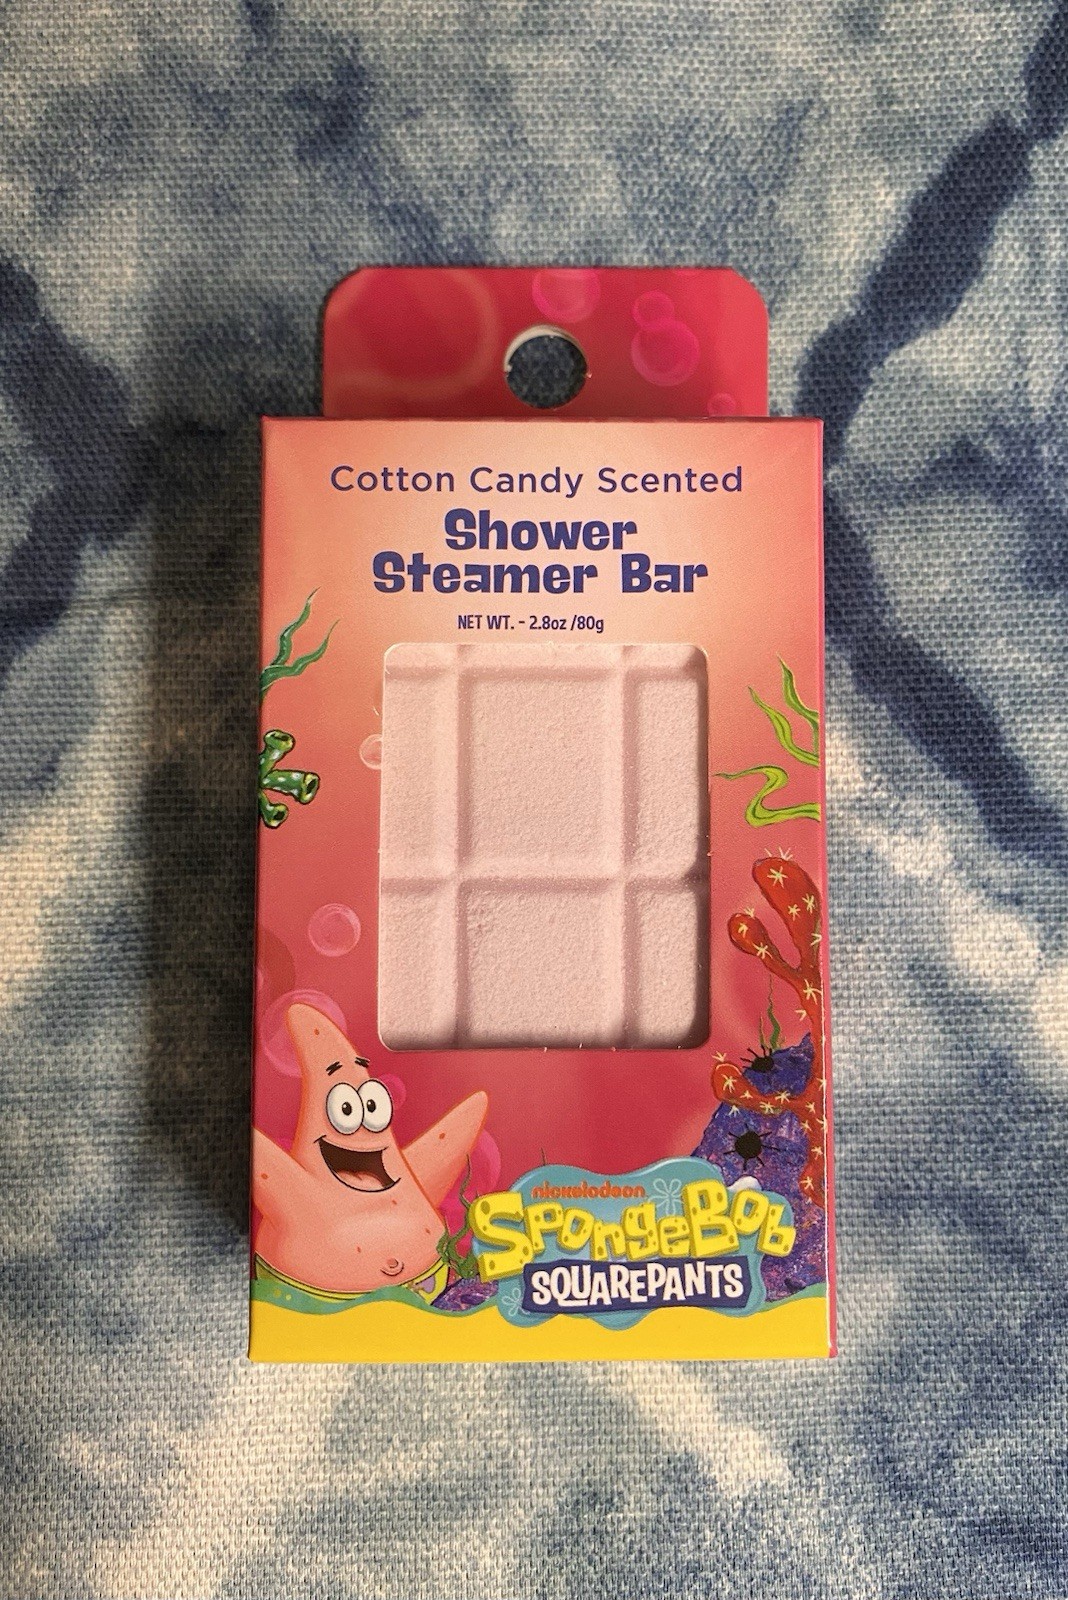 Cotton Candy Scented
Shower
Steamer Bar
NET WT. - 2.8oz /80g
nickelodeon
SPONGEBOB
SQUAREPANTS